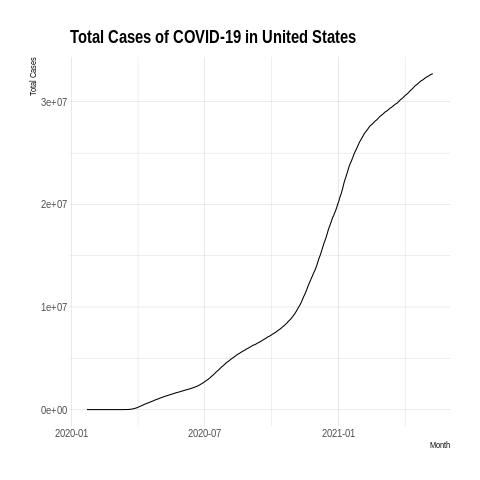 Total Cases of COVID-19 in United States
Total Cases
3e+07
2e+07
1e+07
0e+00
2020-01 2020-07 2021-01
Month